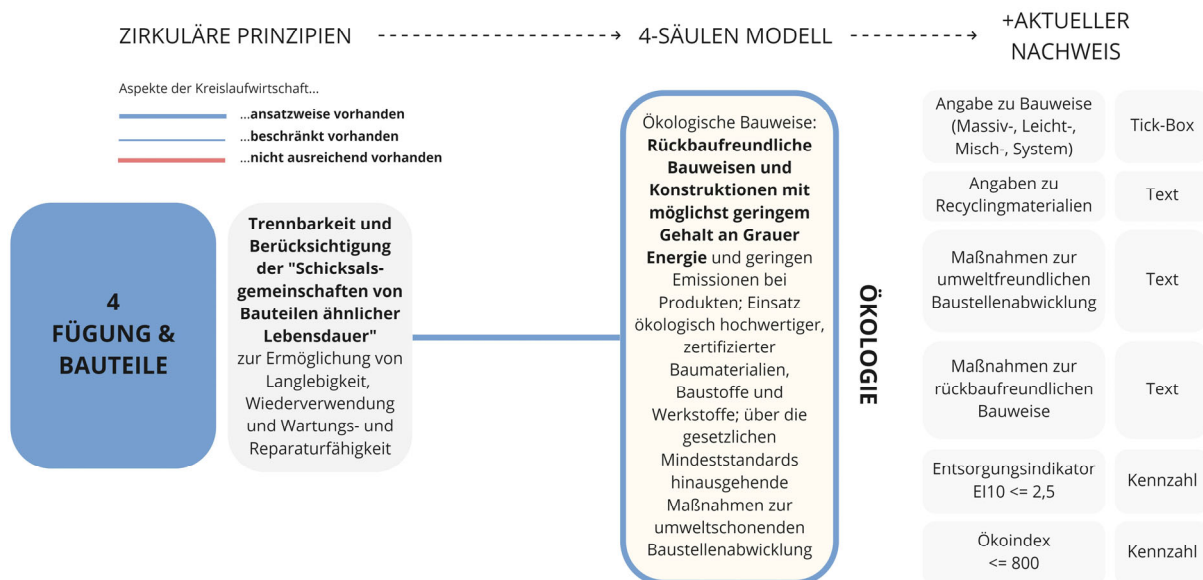 ZIRKULÄRE PRINZIPIEN
4-SÄULEN MODELL
+AKTUELLER
NACHWEIS
Aspekte der Kreislaufwirtschaft...
...ansatzweise vorhanden
...beschränkt vorhanden
...nicht ausreichend vorhanden
4
FÜGUNG &
BAUTEILE
Trennbarkeit und
Berücksichtigung
der "Schicksals-
gemeinschaften von
Bauteilen ähnlicher
Lebensdauer"
zur Ermöglichung von
Langlebigkeit,
Wiederverwendung
und Wartungs- und
Reparaturfähigkeit
Ökologische Bauweise:
Rückbaufreundliche
Bauweisen und
Konstruktionen mit
möglichst geringem
Gehalt an Grauer
Energie und geringen
Emissionen bei
Produkten; Einsatz
ökologisch hochwertiger,
zertifizierter
Baumaterialien,
Baustoffe und
Werkstoffe; über die
gesetzlichen
Mindeststandards
hinausgehende
Maßnahmen zur
umweltschonenden
Baustellenabwicklung
ÖKOLOGIE
Angabe zu Bauweise
(Massiv-, Leicht-,
Misch-, System)
Tick-Box
Angaben zu
Recyclingmaterialien
Text
Maßnahmen zur
umweltfreundlichen
Baustellenabwicklung
Text
Maßnahmen zur
rückbaufreundlichen
Bauweise
Text
Entsorgungsindikator
EI10 <= 2,5
Kennzahl
Ökoindex
<= 800
Kennzahl